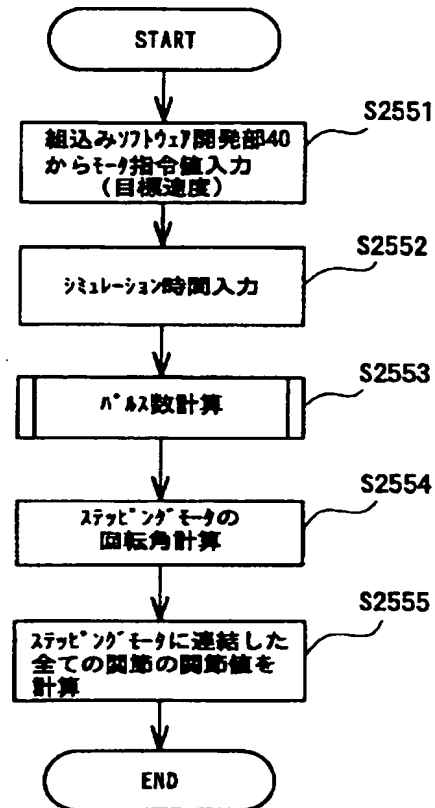 START
S2551
組込みソフトウェア開発部40
からモータ指令値入力
(目標速度)
S2552
シミュレーション時間入力
S2553
パルス数計算
S2554
ステッピングモータの
回転角計算
S2555
ステッピングモータに連結した
全ての関節の関節値を
計算
END